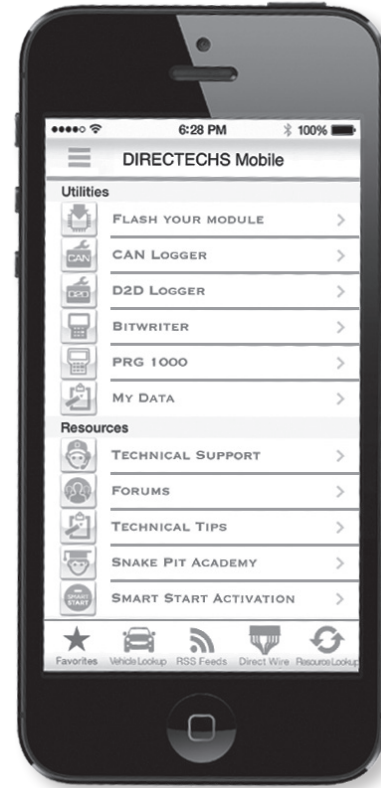 6:28 PM 100%
DIRECTECHS Mobile
Utilities
FLASH YOUR MODULE
CAN CAN LOGGER
D2D D2D LOGGER
BITWRITER
PRG 1000
MY DATA
Resources
TECHNICAL SUPPORT
FORUMS
TECHNICAL TIPS
SNAKE PIT ACADEMY
SMART START SMART START ACTIVATION
Favorites Vehicle Lookup RSS Feeds Direct Wire Resource Lookup